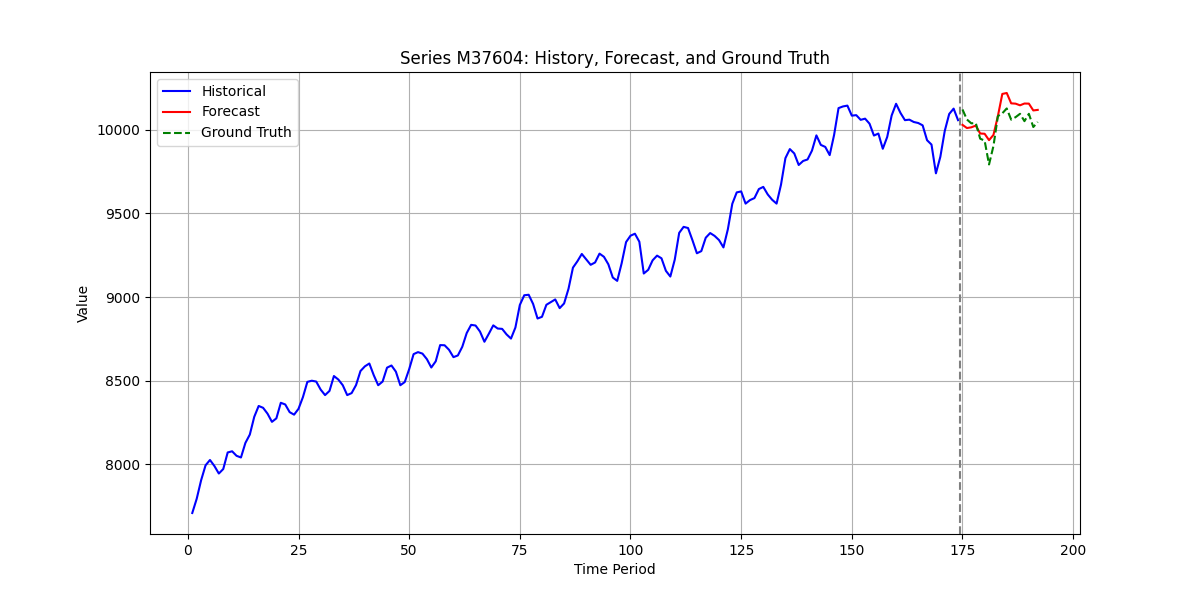 Series M37604: History, Forecast, and Ground Truth
Historical
Forecast
Ground Truth
Value
10000
9500
9000
8500
8000
0 25 50 75 100 125 150 175 200
Time Period